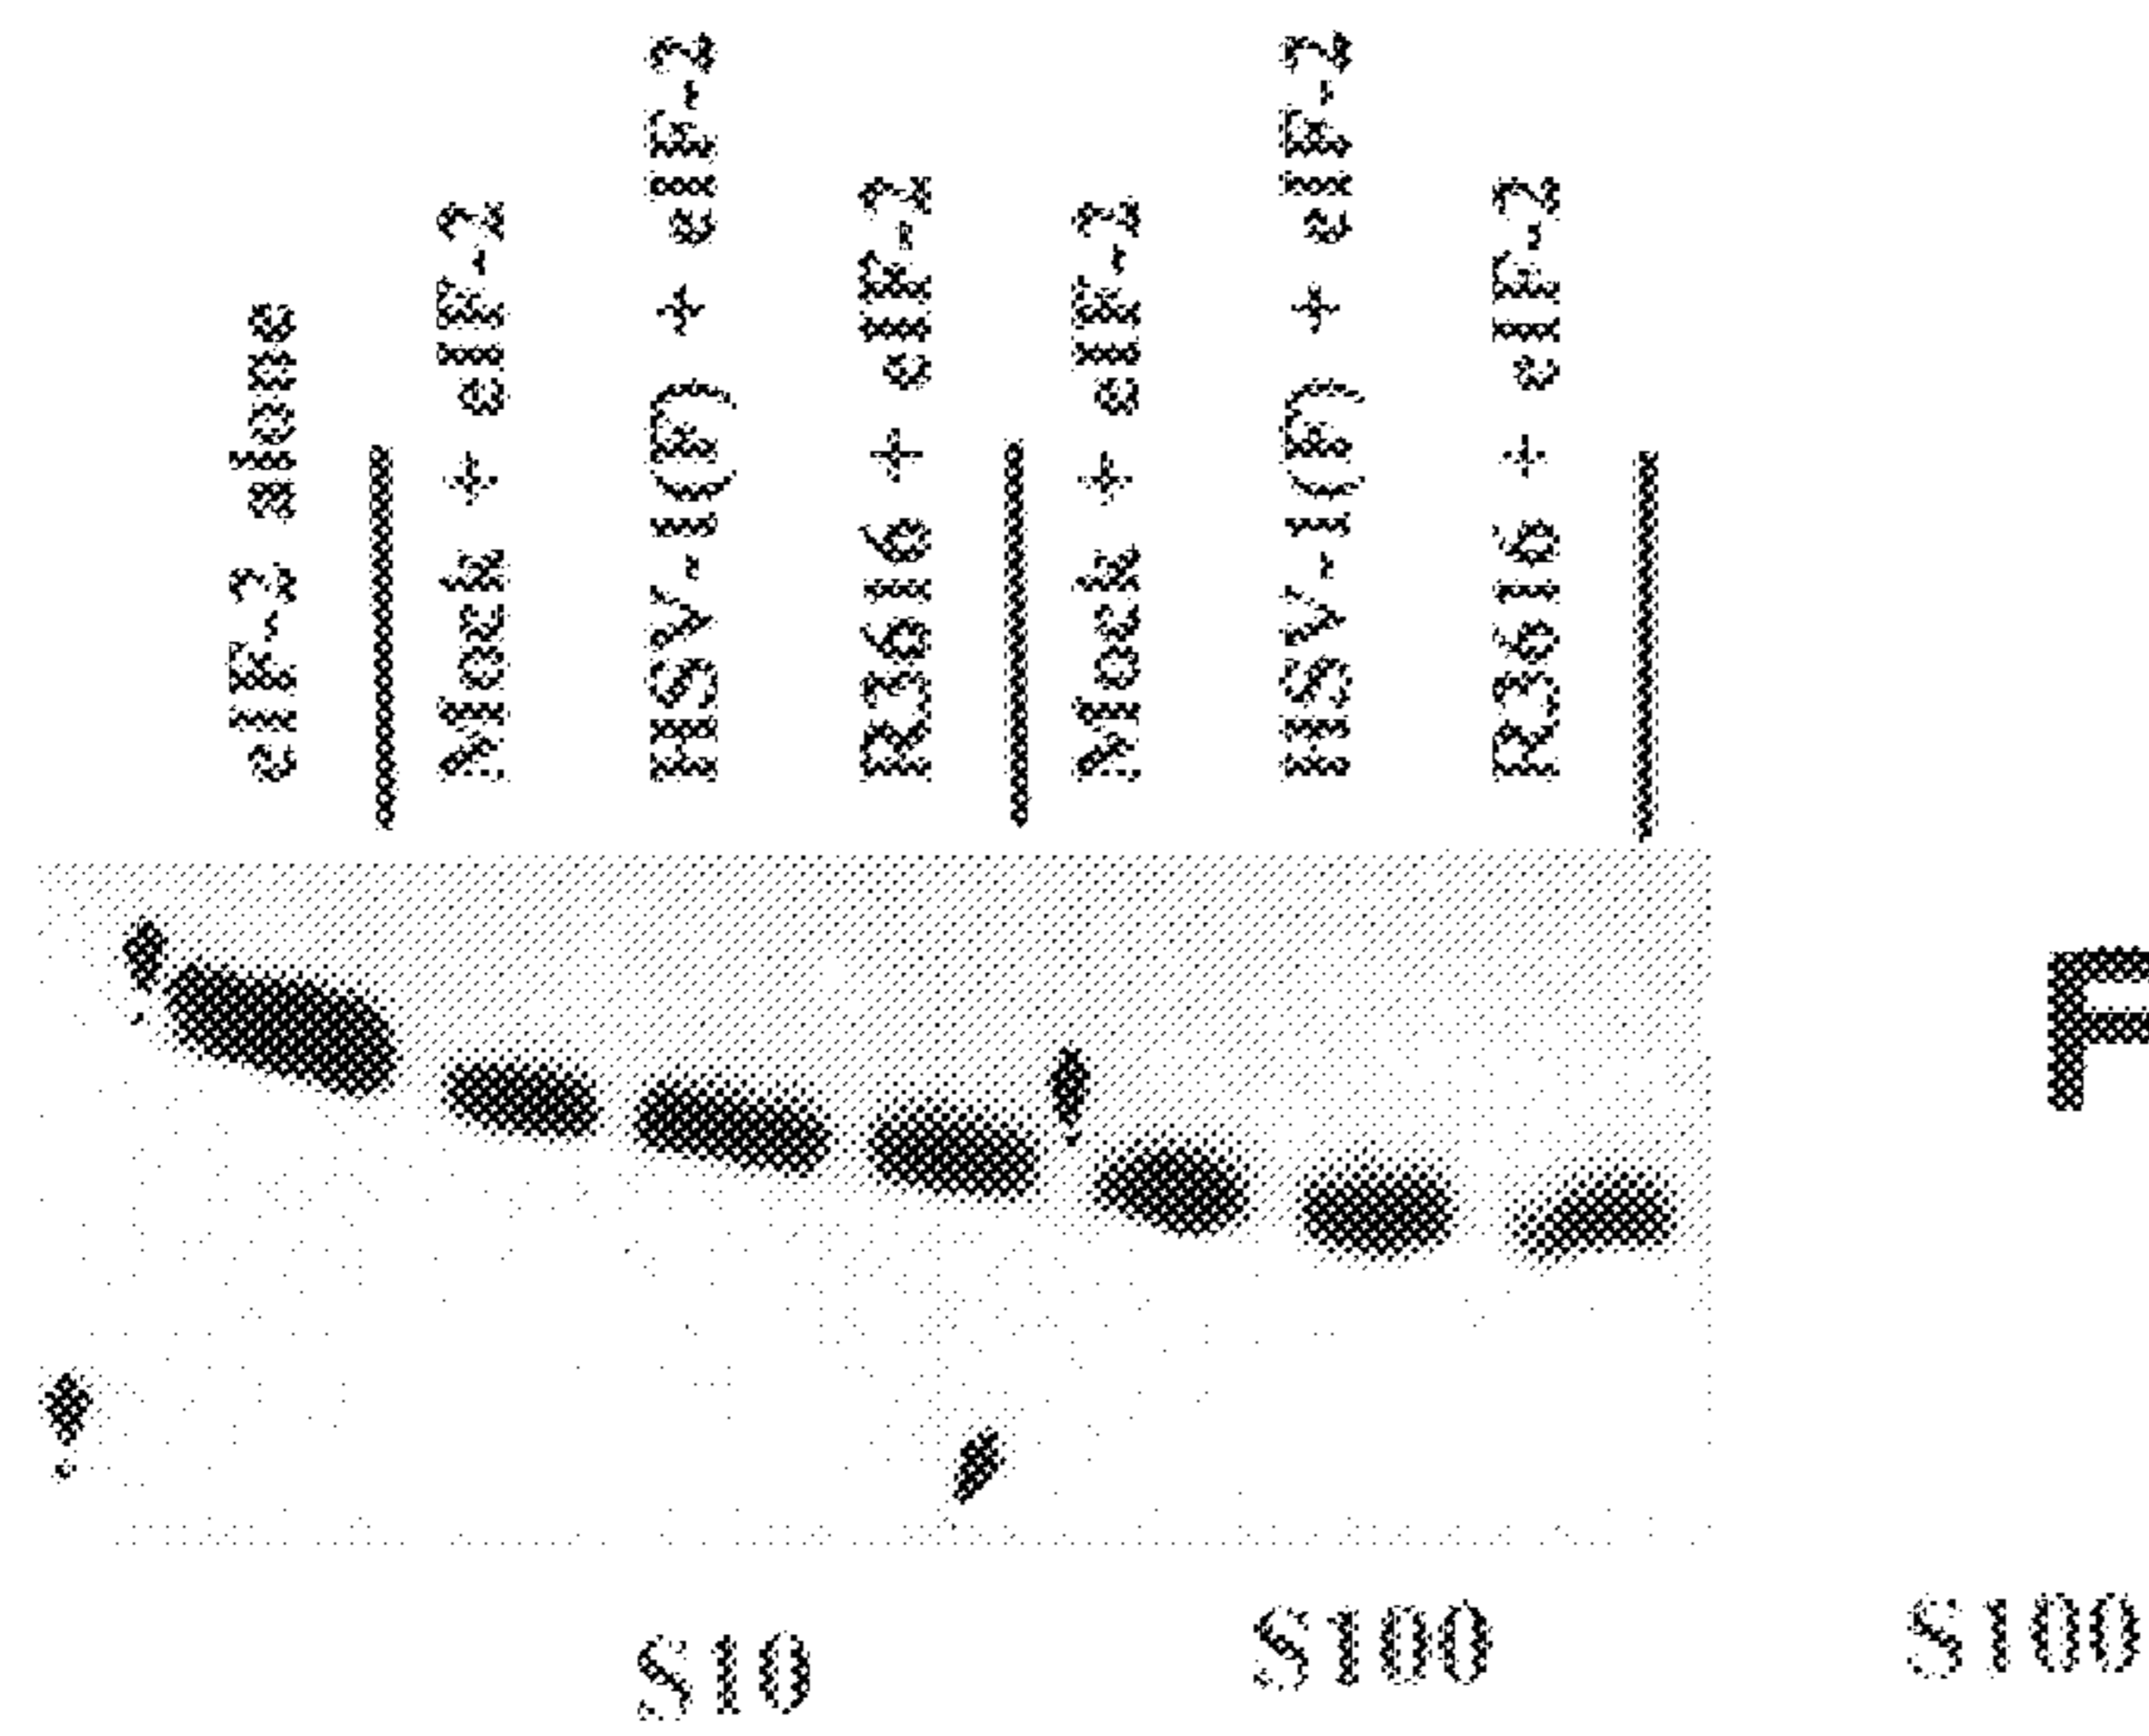 eIF-2 alone
Mock + eIF-2
HSV-1(F) + eIF-2
R3616 + eIF-2
Mock + eIF-2
HSV-1(F) + eIF-2
R3616 + eIF-2
F
S10
S100
S100